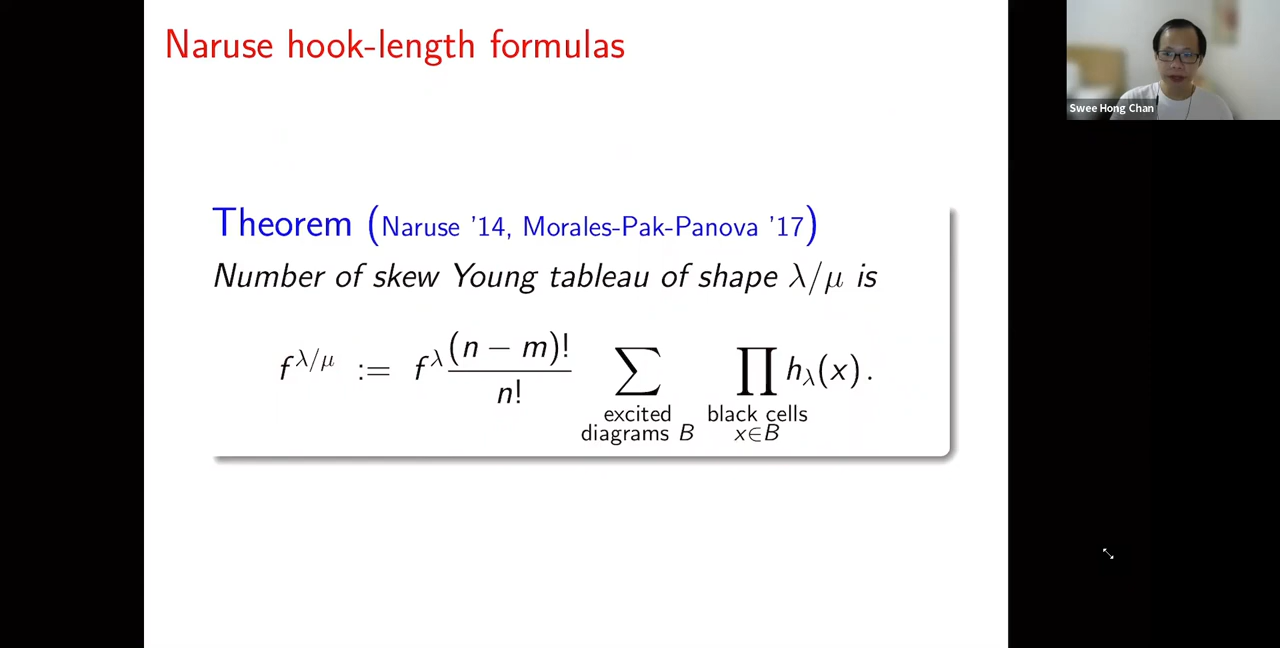 Naruse hook-length formulas
Swee Hong Chan
Theorem (Naruse '14, Morales-Pak-Panova '17)
Number of skew Young tableau of shape λ/μ is
f^{λ/μ} := f^λ (n − m)!/n! ∑_{excited diagrams B} ∏_{black cells x∈B} h_λ(x).